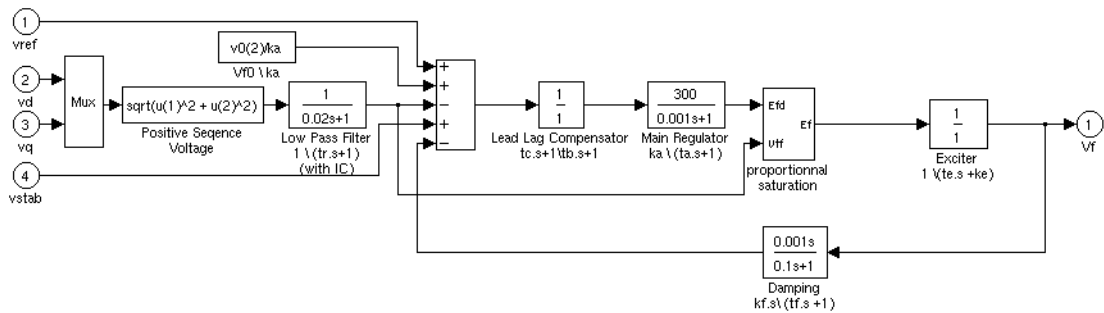 1
vref
v0(2)/ka
Vf0 \ ka
2
vd
Mux
3
vq
sqrt(u(1)^2 + u(2)^2)
Positive Seqence
Voltage
1
0.02s+1
Low Pass Filter
1 \ (tr.s+1)
(with IC)
4
vstab
+
+
−
+
−
1
1
Lead Lag Compensator
tc.s+1\tb.s+1
300
0.001s+1
Main Regulator
ka \ (ta.s+1)
Efd
Ef
Vtf
proportionnal
saturation
1
1
Exciter
1 \(te.s +ke)
1
Vf
0.001s
0.1s+1
Damping
kf.s\ (tf.s +1)